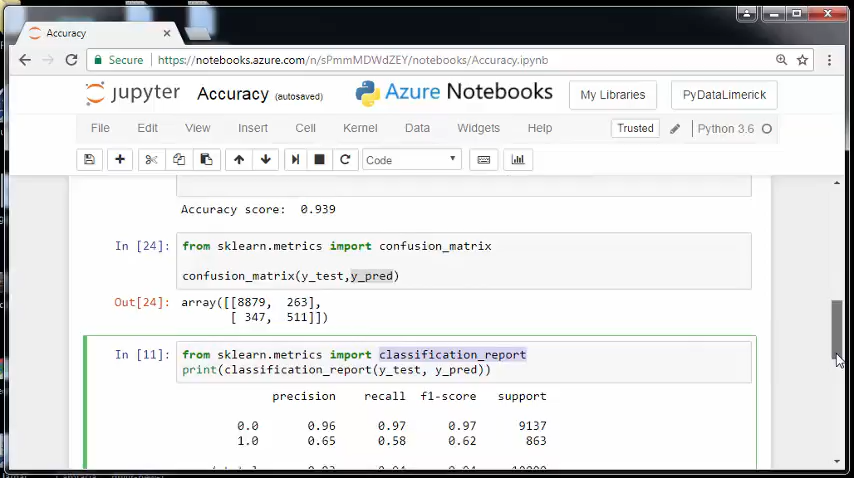 Accuracy
Secure
https://notebooks.azure.com/n/sPmmMDWdZEY/notebooks/Accuracy.ipynb
jupyter Accuracy (autosaved) Azure Notebooks My Libraries PyDataLimerick
File Edit View Insert Cell Kernel Data Widgets Help Trusted Python 3.6
Code
Accuracy score: 0.939
In [24]: from sklearn.metrics import confusion_matrix
confusion_matrix(y_test,y_pred)
Out[24]: array([[8879, 263],
[ 347, 511]])
In [11]: from sklearn.metrics import classification_report
print(classification_report(y_test, y_pred))
precision recall f1-score support
0.0 0.96 0.97 0.97 9137
1.0 0.65 0.58 0.62 863